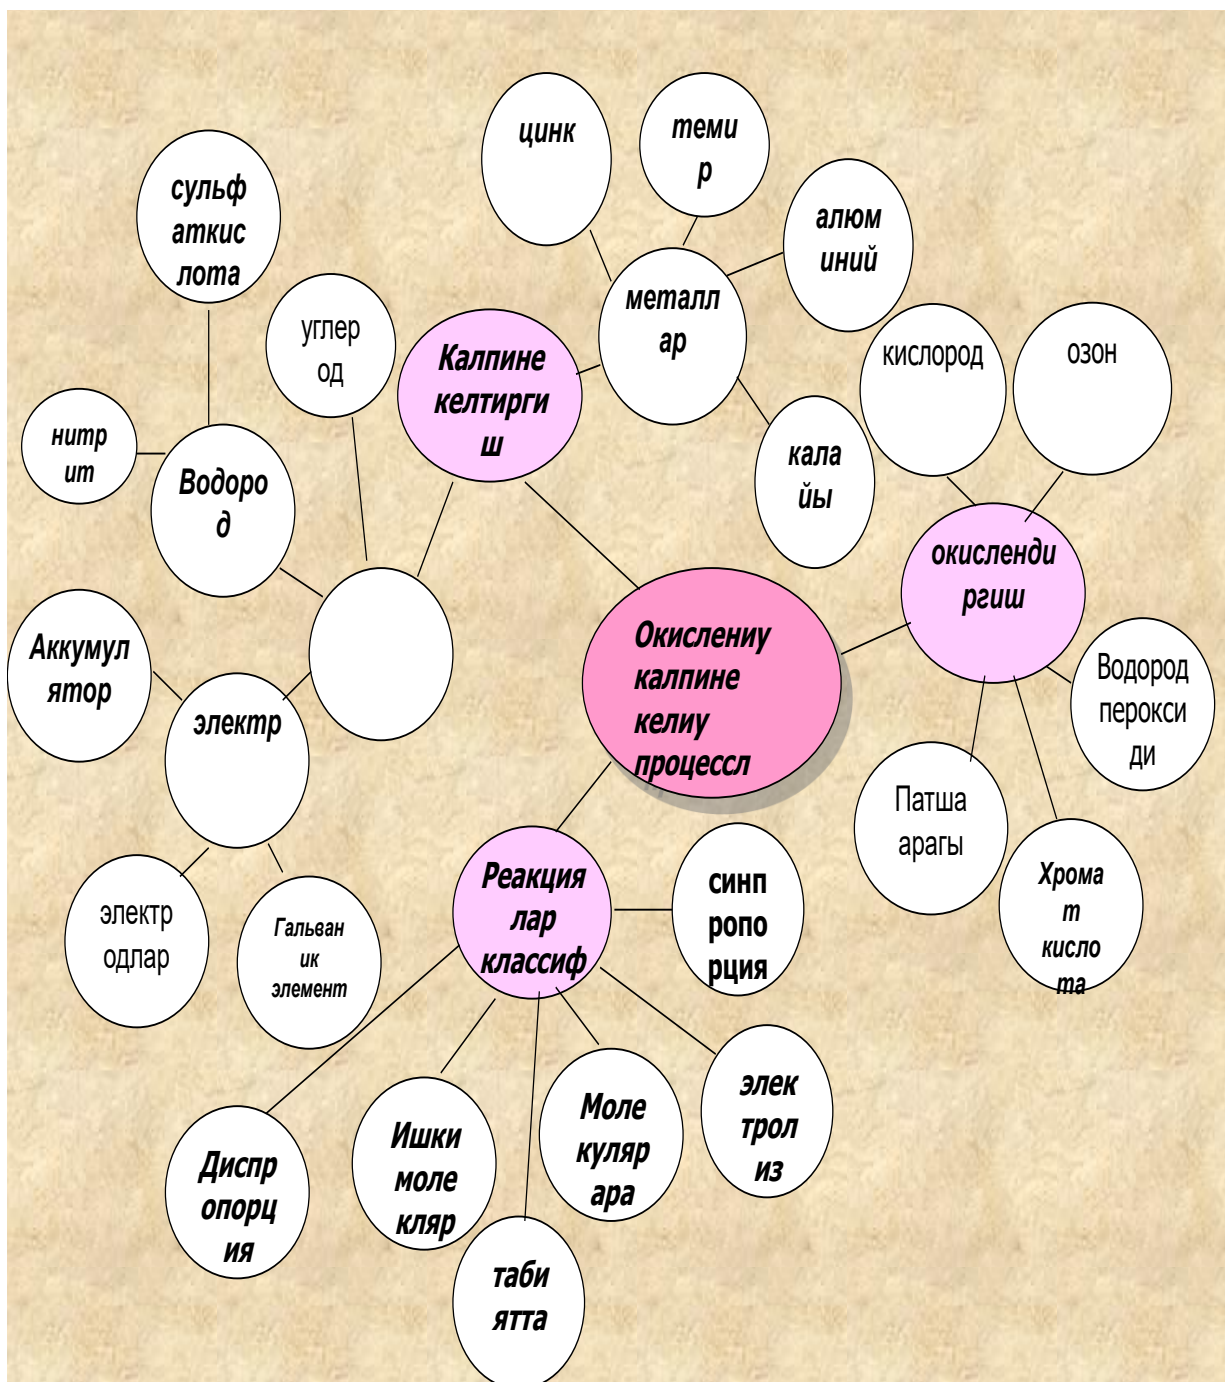 цинк
теми
р
сульф
аткис
лота
алюм
иний
углер
од
металл
ар
Калпине
келтирги
ш
кислород
озон
нитр
ит
Водоро
д
кала
йы
окисленди
ргиш
Аккумул
ятор
электр
Окислениу
калпине
келиу
процессл
Водород
перокси
ди
Патша
арагы
Хрома
т
кисло
та
Реакция
лар
классиф
синп
ропо
рция
электр
одлар
Гальван
ик
элемент
Диспр
опорц
ия
Ишки
моле
кляр
Моле
куляр
ара
элек
трол
из
таби
ятта